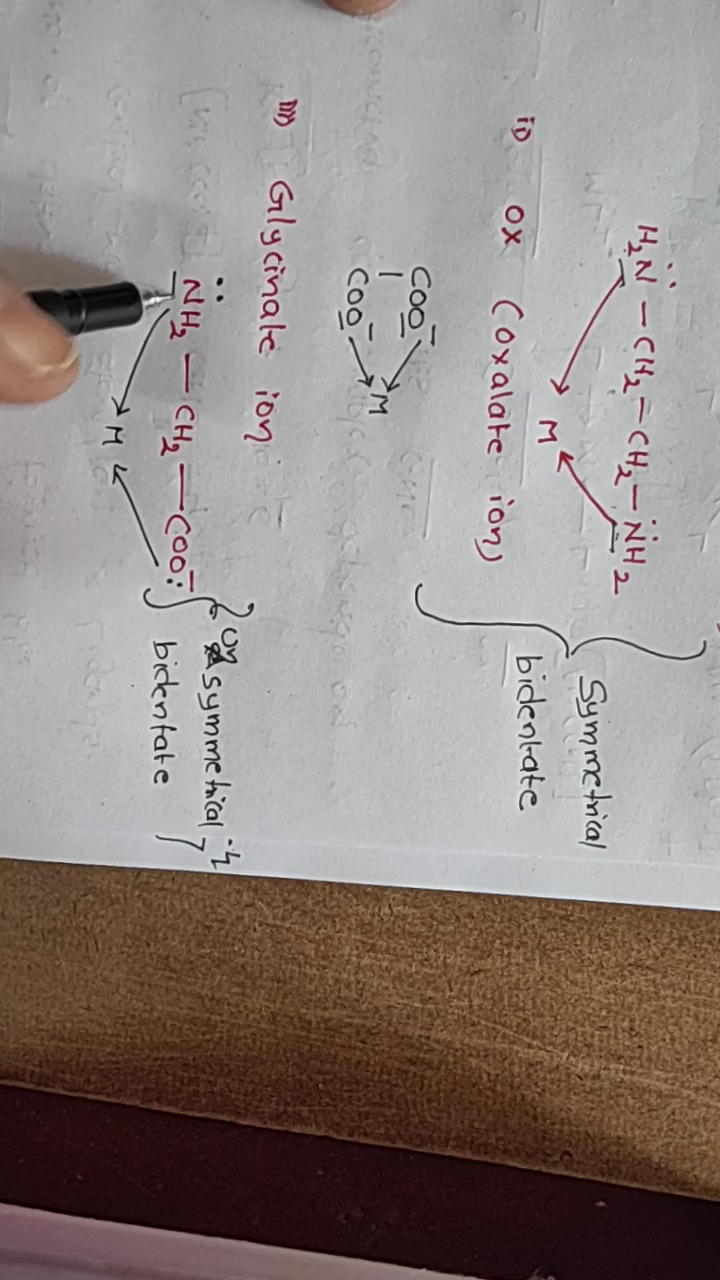 H₂N̈ – CH₂ – CH₂ – N̈H₂
M
Symmetrical
bidentate
ii) ox (oxalate ion)
COO⁻
| M
COO⁻
iii) Glycinate ion
N̈H₂ – CH₂ – COO⁻:
M
unsymmetrical
bidentate